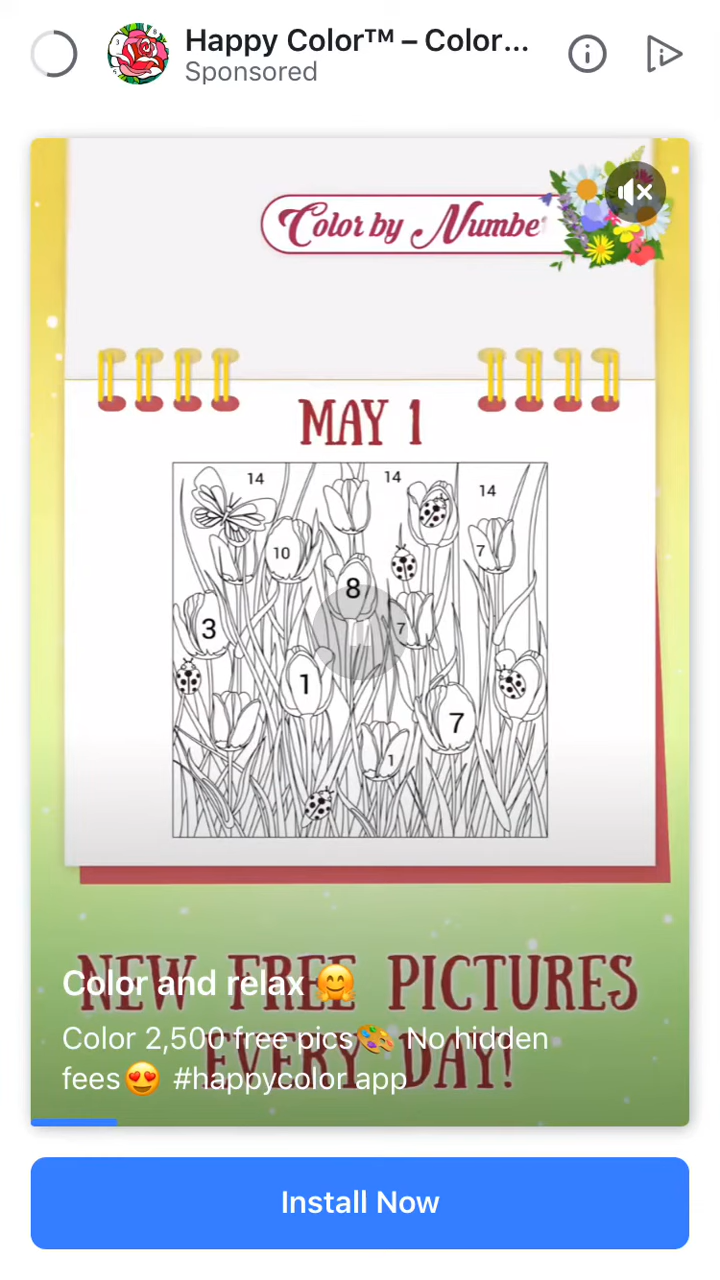 Happy Color™ – Color...
Sponsored
Color by Numbe
MAY 1
14
14
14
10
7
8
3
7
1
7
1
NEW FREE PICTURES
EVERY DAY!
Color and relax 🤗
Color 2,500 free pics🎨 No hidden
fees😍 #happycolor app
Install Now